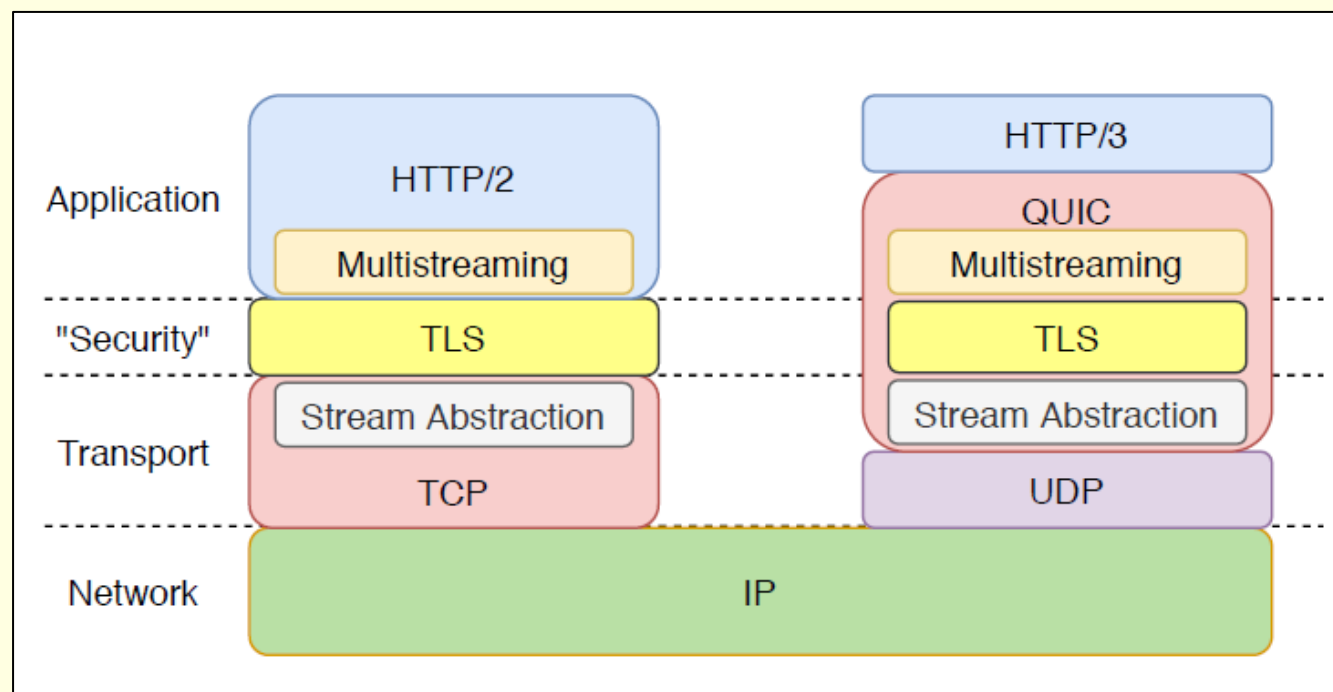 HTTP/3
HTTP/2
Application
QUIC
Multistreaming
Multistreaming
"Security"
TLS
TLS
Stream Abstraction
Stream Abstraction
Transport
TCP
UDP
Network
IP